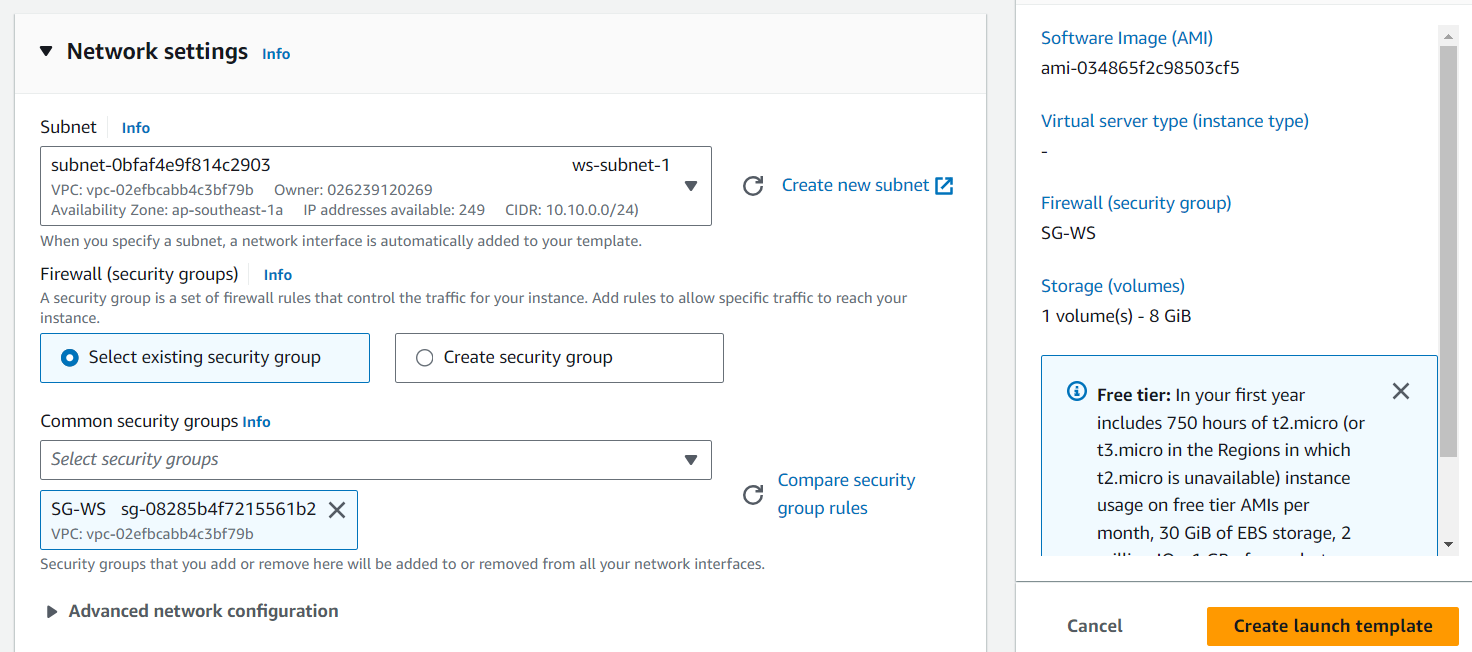 Network settings Info
Subnet Info
subnet-0bfaf4e9f814c2903 ws-subnet-1
VPC: vpc-02efbcabb4c3bf79b Owner: 026239120269
Availability Zone: ap-southeast-1a IP addresses available: 249 CIDR: 10.10.0.0/24)
Create new subnet
When you specify a subnet, a network interface is automatically added to your template.
Firewall (security groups) Info
A security group is a set of firewall rules that control the traffic for your instance. Add rules to allow specific traffic to reach your
instance.
Select existing security group
Create security group
Common security groups Info
Select security groups
SG-WS sg-08285b4f7215561b2
VPC: vpc-02efbcabb4c3bf79b
Compare security
group rules
Security groups that you add or remove here will be added to or removed from all your network interfaces.
Advanced network configuration
Software Image (AMI)
ami-034865f2c98503cf5
Virtual server type (instance type)
-
Firewall (security group)
SG-WS
Storage (volumes)
1 volume(s) - 8 GiB
Free tier: In your first year
includes 750 hours of t2.micro (or
t3.micro in the Regions in which
t2.micro is unavailable) instance
usage on free tier AMIs per
month, 30 GiB of EBS storage, 2
Cancel
Create launch template